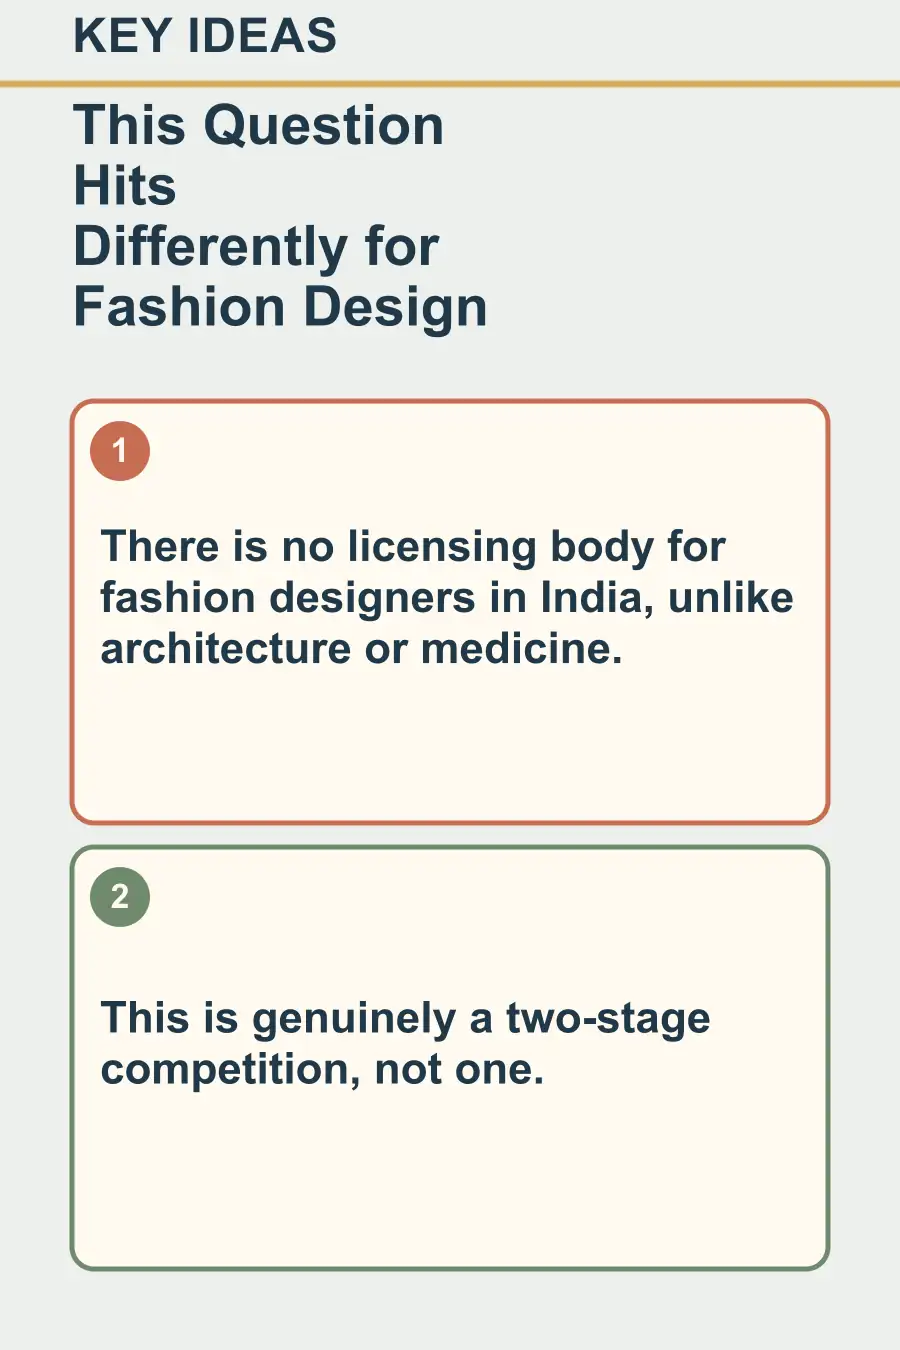 KEY IDEAS
This Question
Hits
Differently for
Fashion Design
1
There is no licensing body for
fashion designers in India, unlike
architecture or medicine.
2
This is genuinely a two-stage
competition, not one.